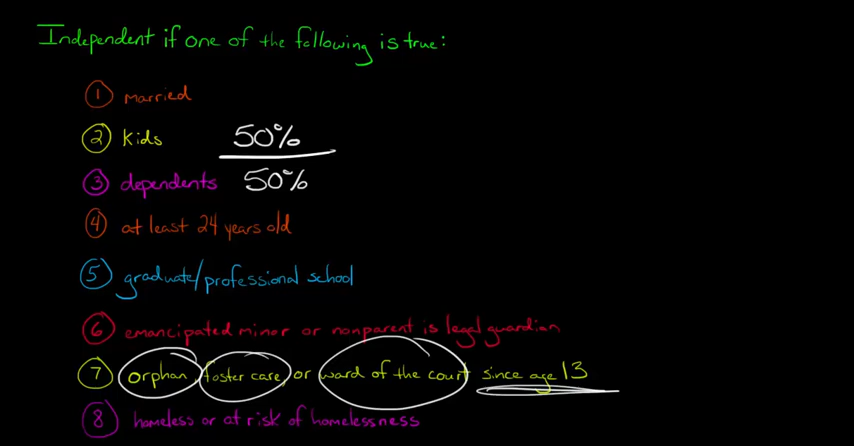 Independent if one of the following is true:
1 married
2 kids 50%
3 dependents 50%
4 at least 24 years old
5 graduate/professional school
6 emancipated minor or nonparent is legal guardian
7 orphan, foster care, or ward of the court since age 13
8 homeless or at risk of homelessness